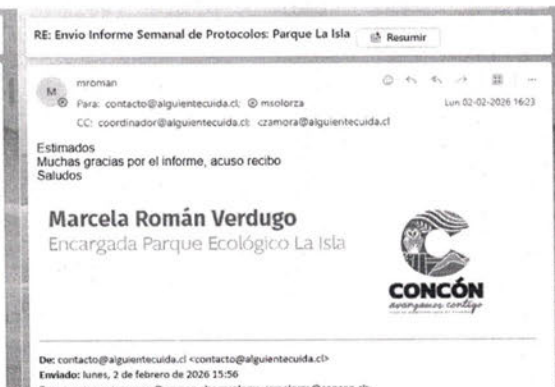 RE: Envio Informe Semanal de Protocolos: Parque La Isla Resumir
M mroman
Para: contacto@alguientecuida.cl; msolorza Lun 02-02-2026 16:23
CC: coordinador@alguientecuida.cl; czamora@alguientecuida.cl
Estimados
Muchas gracias por el informe, acuso recibo
Saludos
Marcela Román Verdugo
Encargada Parque Ecológico La Isla
C
CONCÓN
avanzamos contigo
De: contacto@alguientecuida.cl <contacto@alguientecuida.cl>
Enviado: lunes, 2 de febrero de 2026 15:56